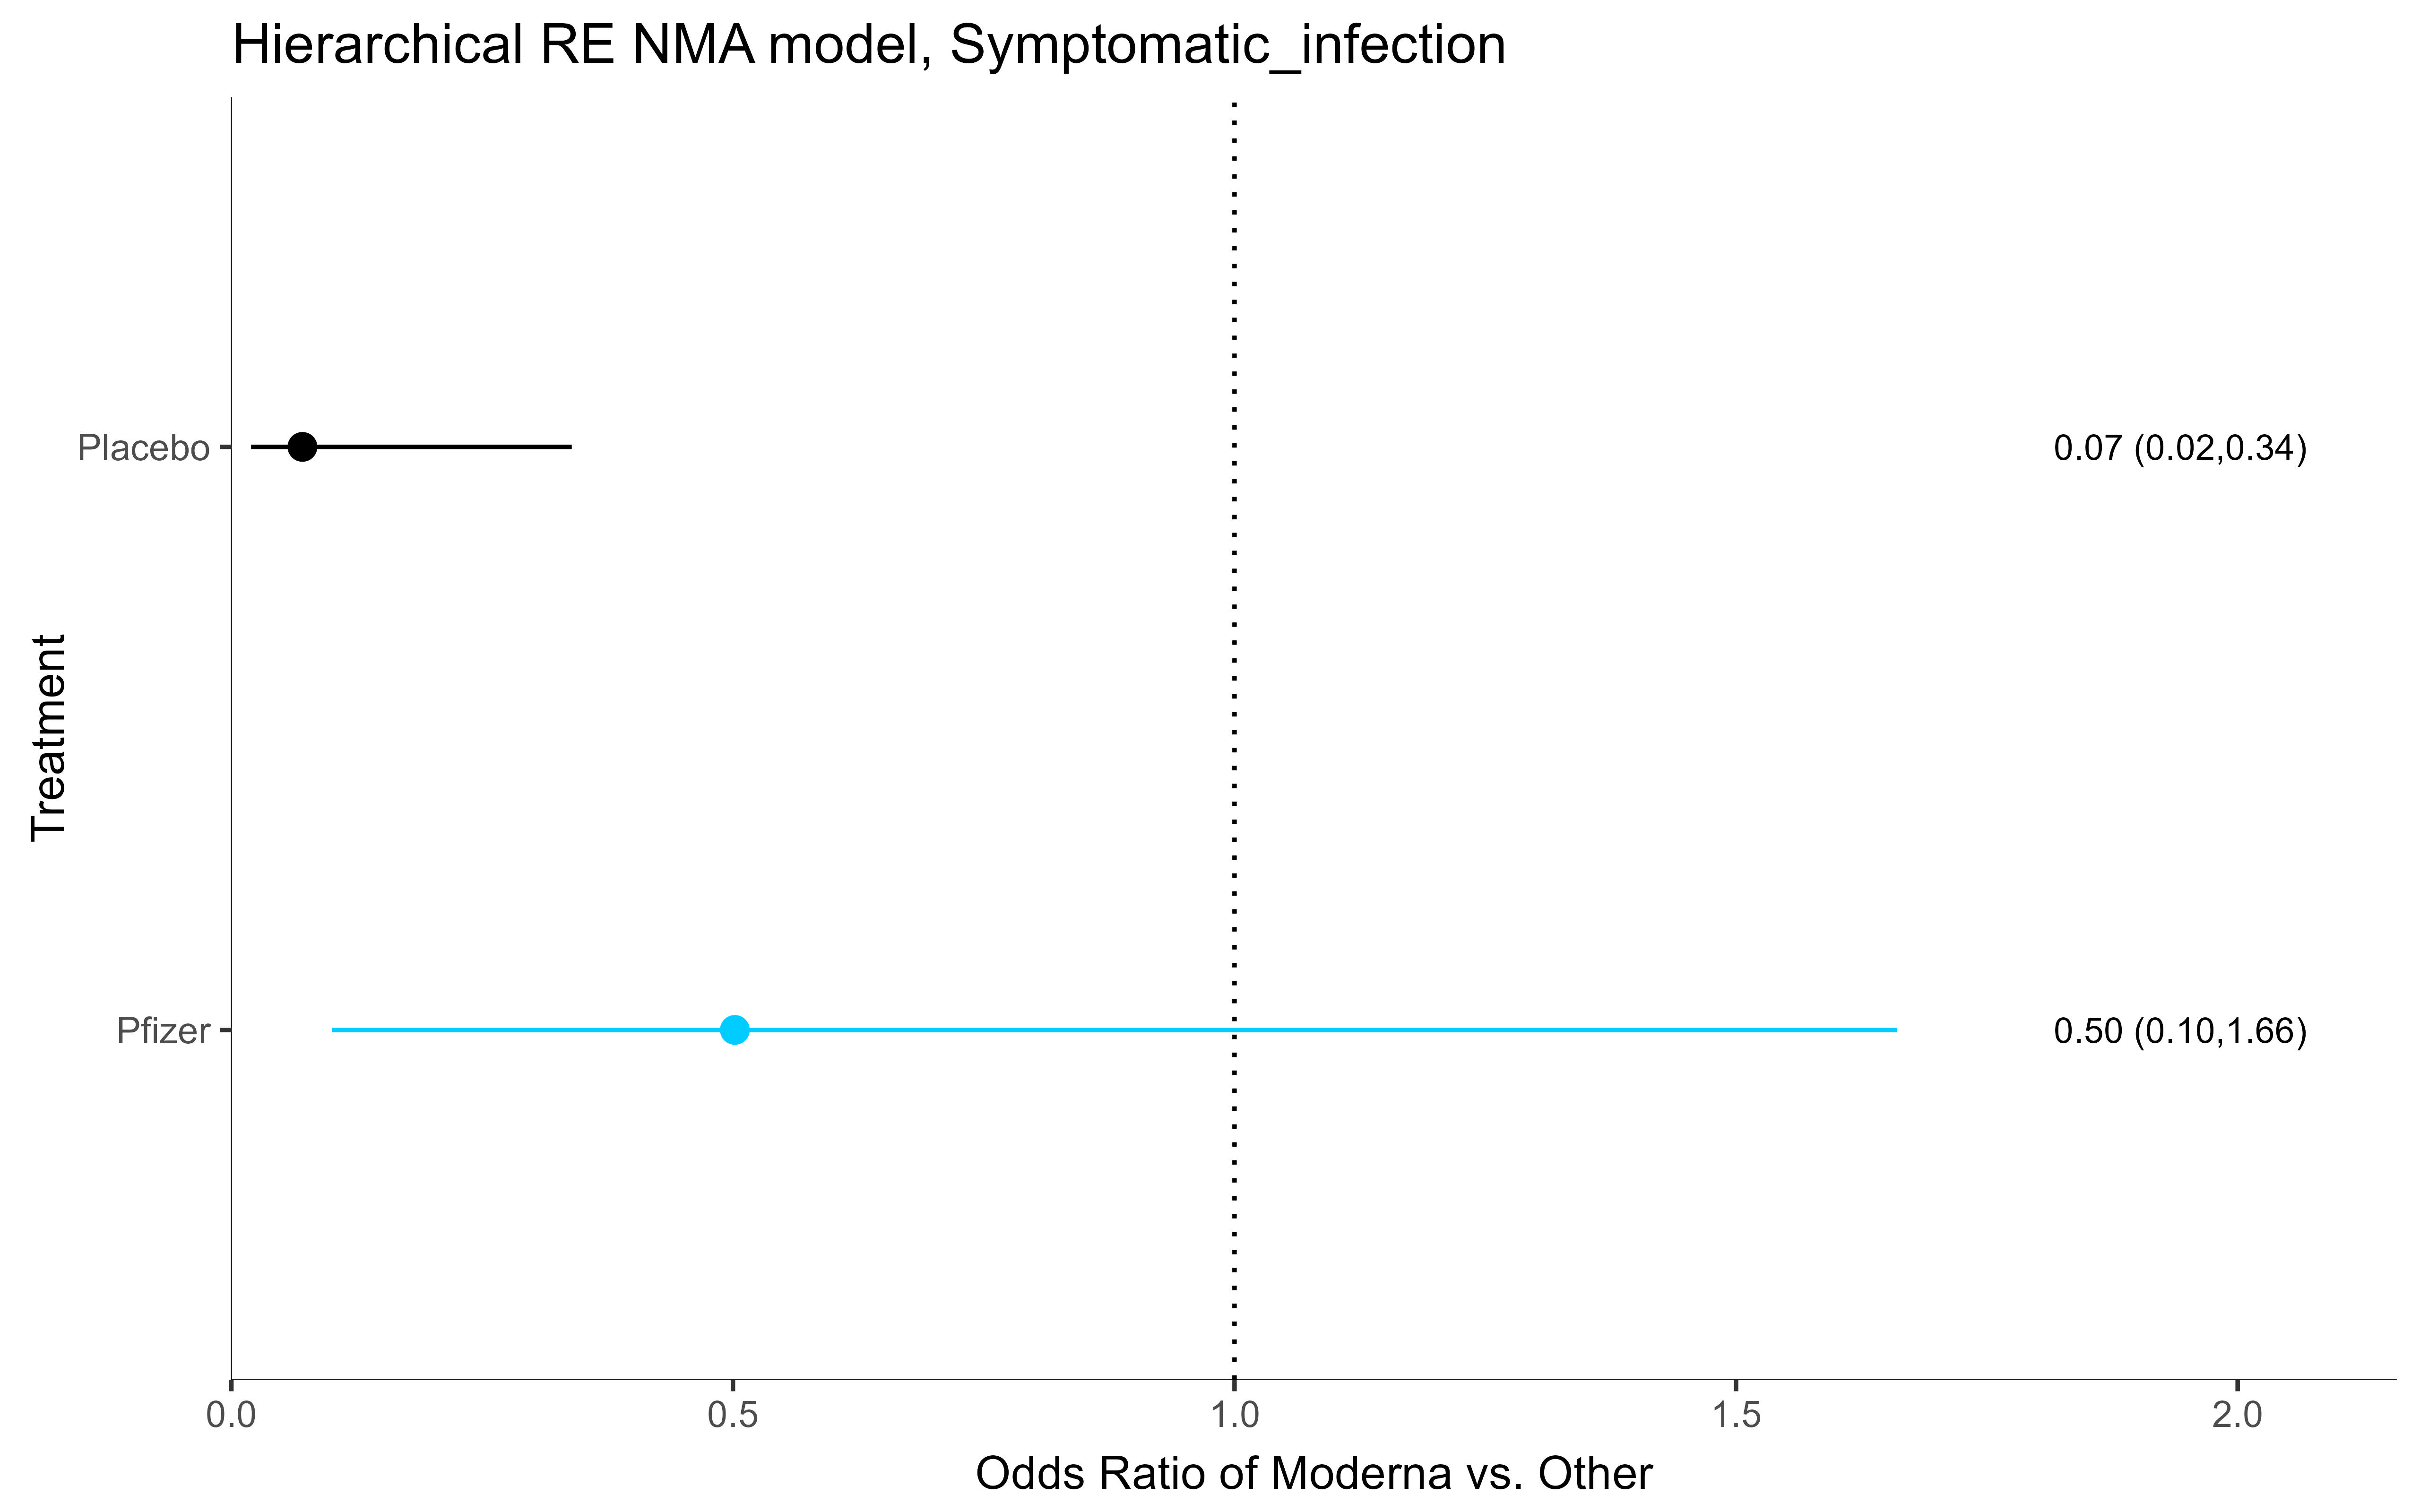 Hierarchical RE NMA model, Symptomatic_infection
Treatment
Placebo
0.07 (0.02,0.34)
Pfizer
0.50 (0.10,1.66)
0.0
0.5
1.0
1.5
2.0
Odds Ratio of Moderna vs. Other